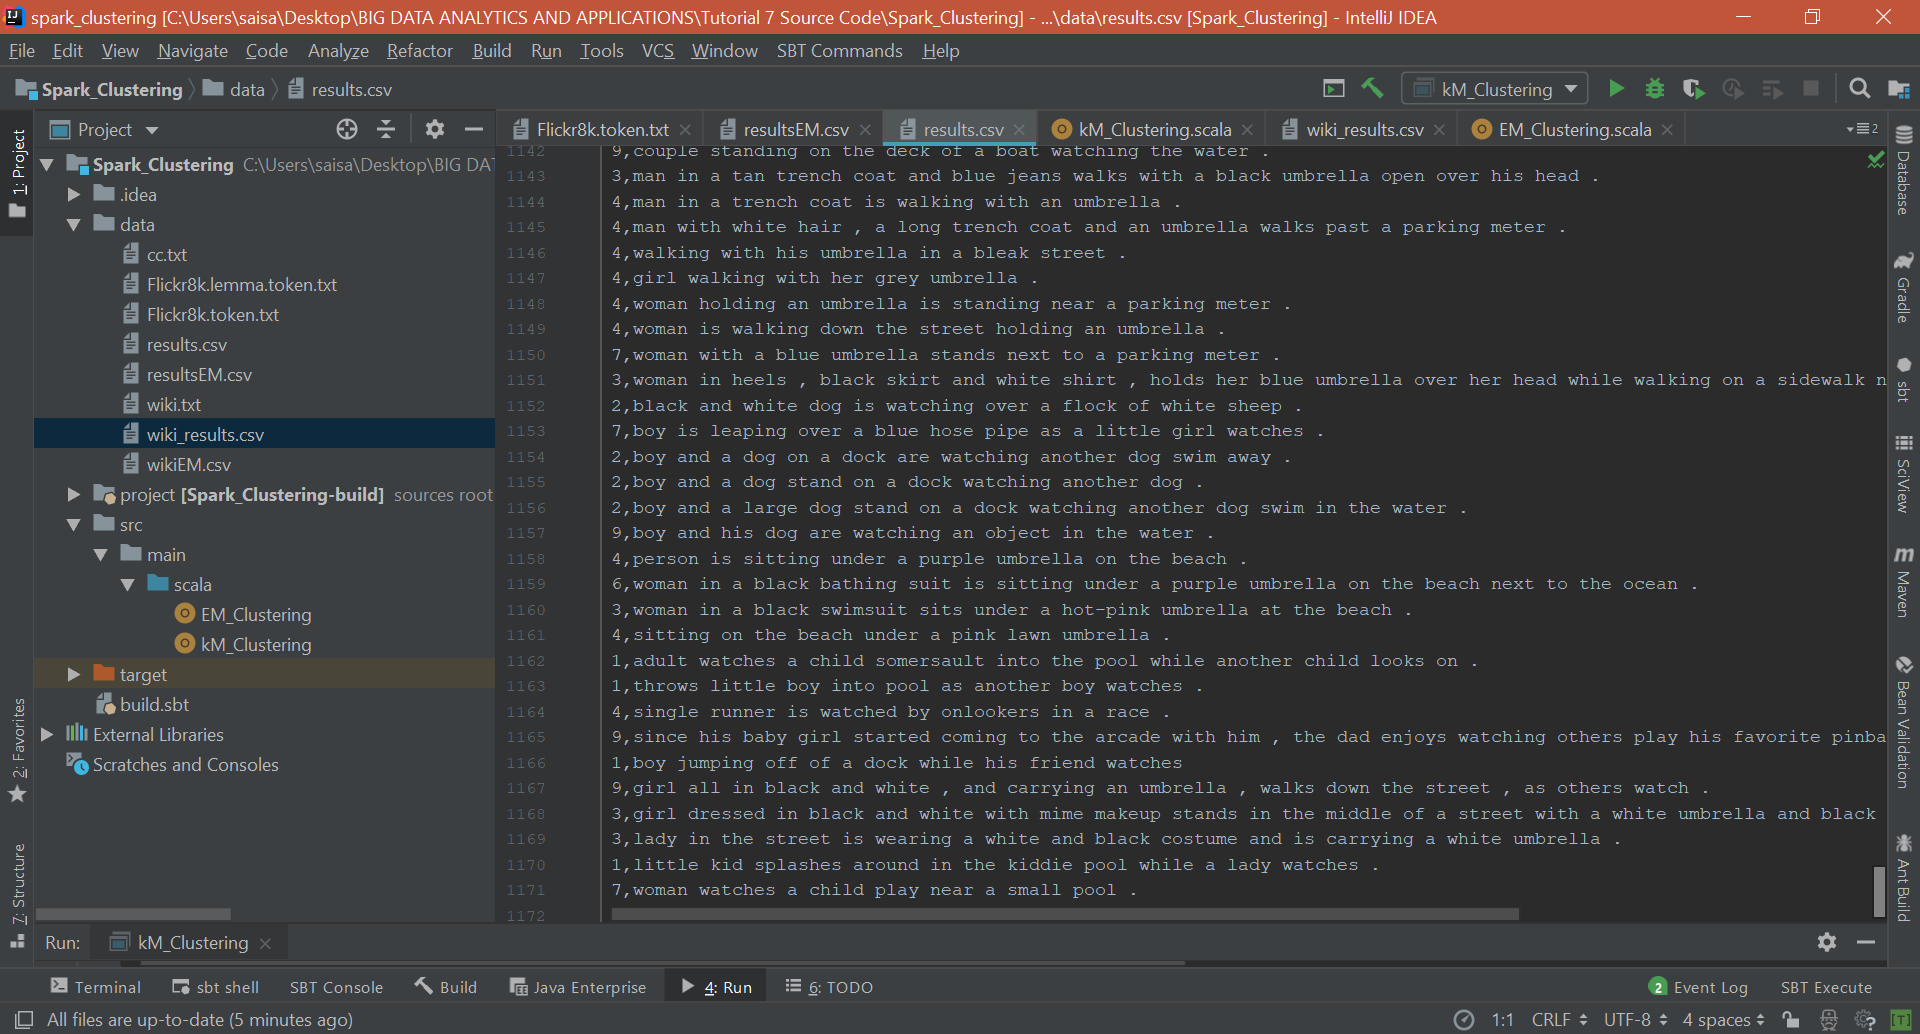 spark_clustering [C:\Users\saisa\Desktop\BIG DATA ANALYTICS AND APPLICATIONS\Tutorial 7 Source Code\Spark_Clustering] - ...\data\results.csv [Spark_Clustering] - IntelliJ IDEA
File Edit View Navigate Code Analyze Refactor Build Run Tools VCS Window SBT Commands Help
Spark_Clustering data results.csv
kM_Clustering
Project
Flickr8k.token.txt resultsEM.csv results.csv kM_Clustering.scala wiki_results.csv EM_Clustering.scala 2
1: Project
2: Favorites
7: Structure
Spark_Clustering C:\Users\saisa\Desktop\BIG DAT
.idea
data
cc.txt
Flickr8k.lemma.token.txt
Flickr8k.token.txt
results.csv
resultsEM.csv
wiki.txt
wiki_results.csv
wikiEM.csv
project [Spark_Clustering-build] sources root
src
main
scala
EM_Clustering
kM_Clustering
target
build.sbt
External Libraries
Scratches and Consoles
1142 9,couple standing on the deck of a boat watching the water .
1143 3,man in a tan trench coat and blue jeans walks with a black umbrella open over his head .
1144 4,man in a trench coat is walking with an umbrella .
1145 4,man with white hair , a long trench coat and an umbrella walks past a parking meter .
1146 4,walking with his umbrella in a bleak street .
1147 4,girl walking with her grey umbrella .
1148 4,woman holding an umbrella is standing near a parking meter .
1149 4,woman is walking down the street holding an umbrella .
1150 7,woman with a blue umbrella stands next to a parking meter .
1151 3,woman in heels , black skirt and white shirt , holds her blue umbrella over her head while walking on a sidewalk n
1152 2,black and white dog is watching over a flock of white sheep .
1153 7,boy is leaping over a blue hose pipe as a little girl watches .
1154 2,boy and a dog on a dock are watching another dog swim away .
1155 2,boy and a dog stand on a dock watching another dog .
1156 2,boy and a large dog stand on a dock watching another dog swim in the water .
1157 9,boy and his dog are watching an object in the water .
1158 4,person is sitting under a purple umbrella on the beach .
1159 6,woman in a black bathing suit is sitting under a purple umbrella on the beach next to the ocean .
1160 3,woman in a black swimsuit sits under a hot-pink umbrella at the beach .
1161 4,sitting on the beach under a pink lawn umbrella .
1162 1,adult watches a child somersault into the pool while another child looks on .
1163 1,throws little boy into pool as another boy watches .
1164 4,single runner is watched by onlookers in a race .
1165 9,since his baby girl started coming to the arcade with him , the dad enjoys watching others play his favorite pinba
1166 1,boy jumping off of a dock while his friend watches
1167 9,girl all in black and white , and carrying an umbrella , walks down the street , as others watch .
1168 3,girl dressed in black and white with mime makeup stands in the middle of a street with a white umbrella and black
1169 3,lady in the street is wearing a white and black costume and is carrying a white umbrella .
1170 1,little kid splashes around in the kiddie pool while a lady watches .
1171 7,woman watches a child play near a small pool .
1172
Database
Gradle
sbt
SciView
Maven
Bean Validation
Ant Build
Run: kM_Clustering
Terminal sbt shell SBT Console Build Java Enterprise 4: Run 6: TODO 2 Event Log SBT Execute
All files are up-to-date (5 minutes ago) 1:1 CRLF UTF-8 4 spaces [T]